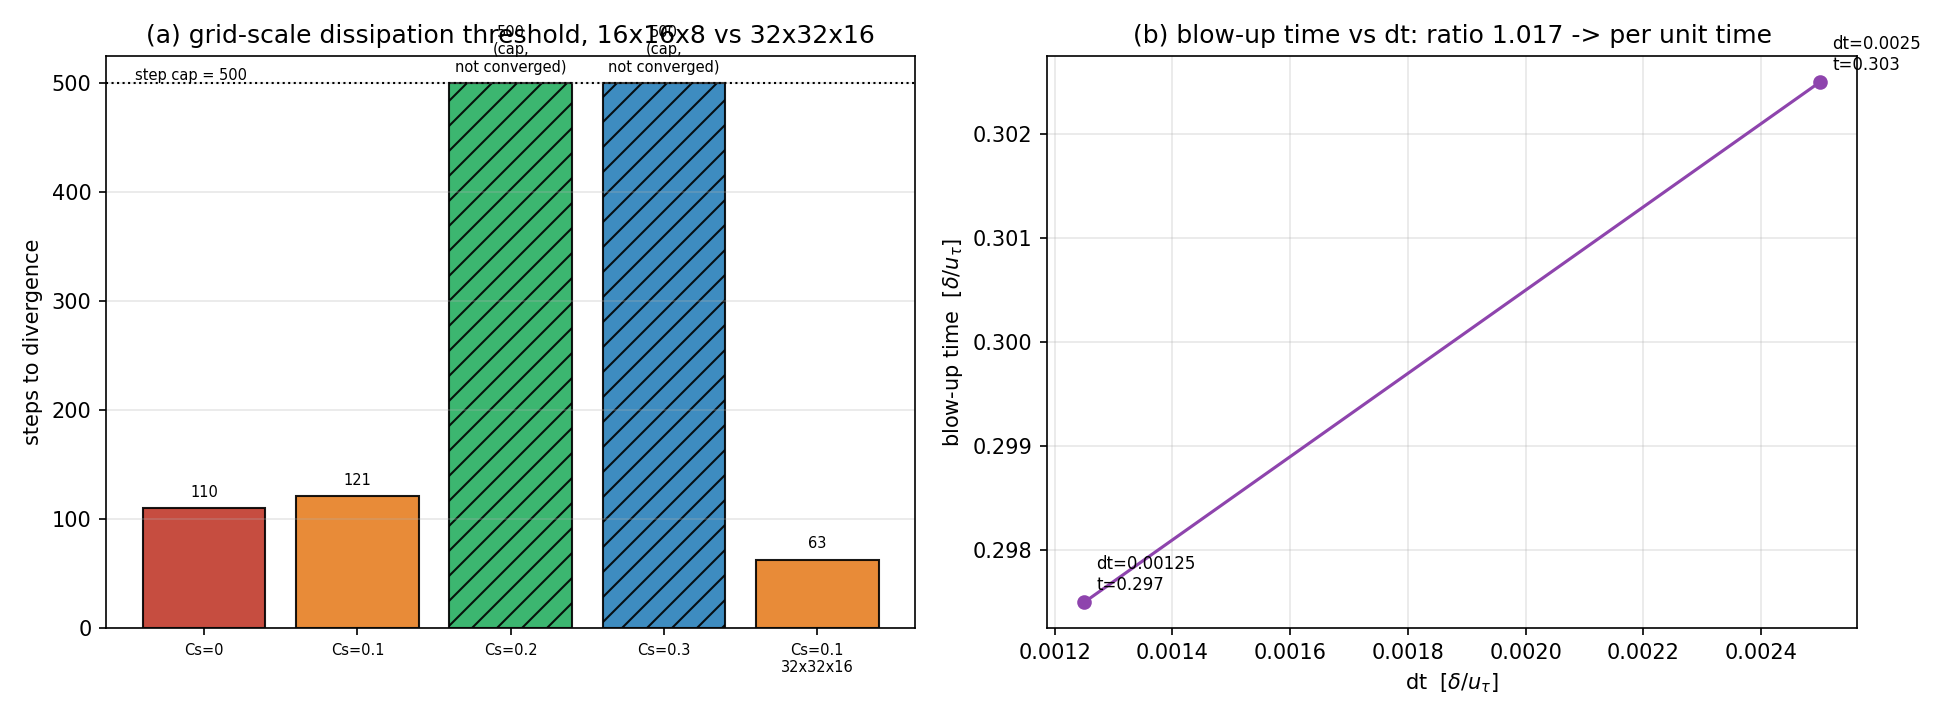 (a) grid-scale dissipation threshold, 16x16x8 vs 32x32x16
500
(cap,
not converged)
500
(cap,
not converged)
step cap = 500
500
400
300
200
100
0
steps to divergence
110
121
63
Cs=0
Cs=0.1
Cs=0.2
Cs=0.3
Cs=0.1
32x32x16
(b) blow-up time vs dt: ratio 1.017 -> per unit time
dt=0.0025
t=0.303
0.302
0.301
0.300
0.299
0.298
blow-up time [δ/u_τ]
dt=0.00125
t=0.297
0.0012
0.0014
0.0016
0.0018
0.0020
0.0022
0.0024
dt [δ/u_τ]